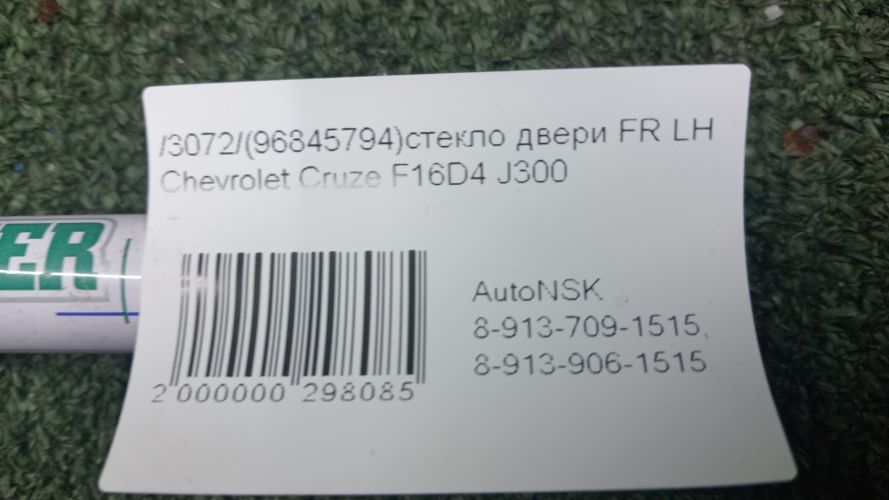 /3072/(96845794)стекло двери FR LH
Chevrolet Cruze F16D4 J300
AutoNSK
8-913-709-1515,
8-913-906-1515
2 000000 298085